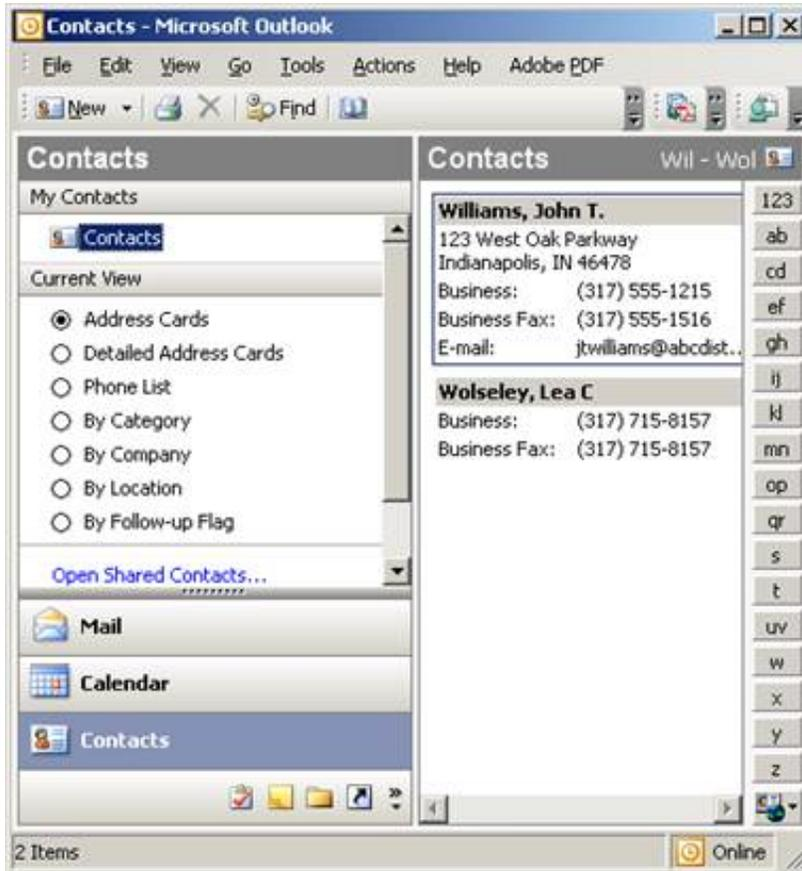 Contacts - Microsoft Outlook
File Edit View Go Tools Actions Help Adobe PDF
New Find
Contacts
My Contacts
Contacts
Current View
Address Cards
Detailed Address Cards
Phone List
By Category
By Company
By Location
By Follow-up Flag
Open Shared Contacts...
Mail
Calendar
Contacts
Contacts Wil - Wol
Williams, John T.
123 West Oak Parkway
Indianapolis, IN 46478
Business: (317) 555-1215
Business Fax: (317) 555-1516
E-mail: jtwilliams@abcdist...
Wolseley, Lea C
Business: (317) 715-8157
Business Fax: (317) 715-8157
123
ab
cd
ef
gh
ij
kl
mn
op
qr
s
t
uv
w
x
y
z
2 Items Online